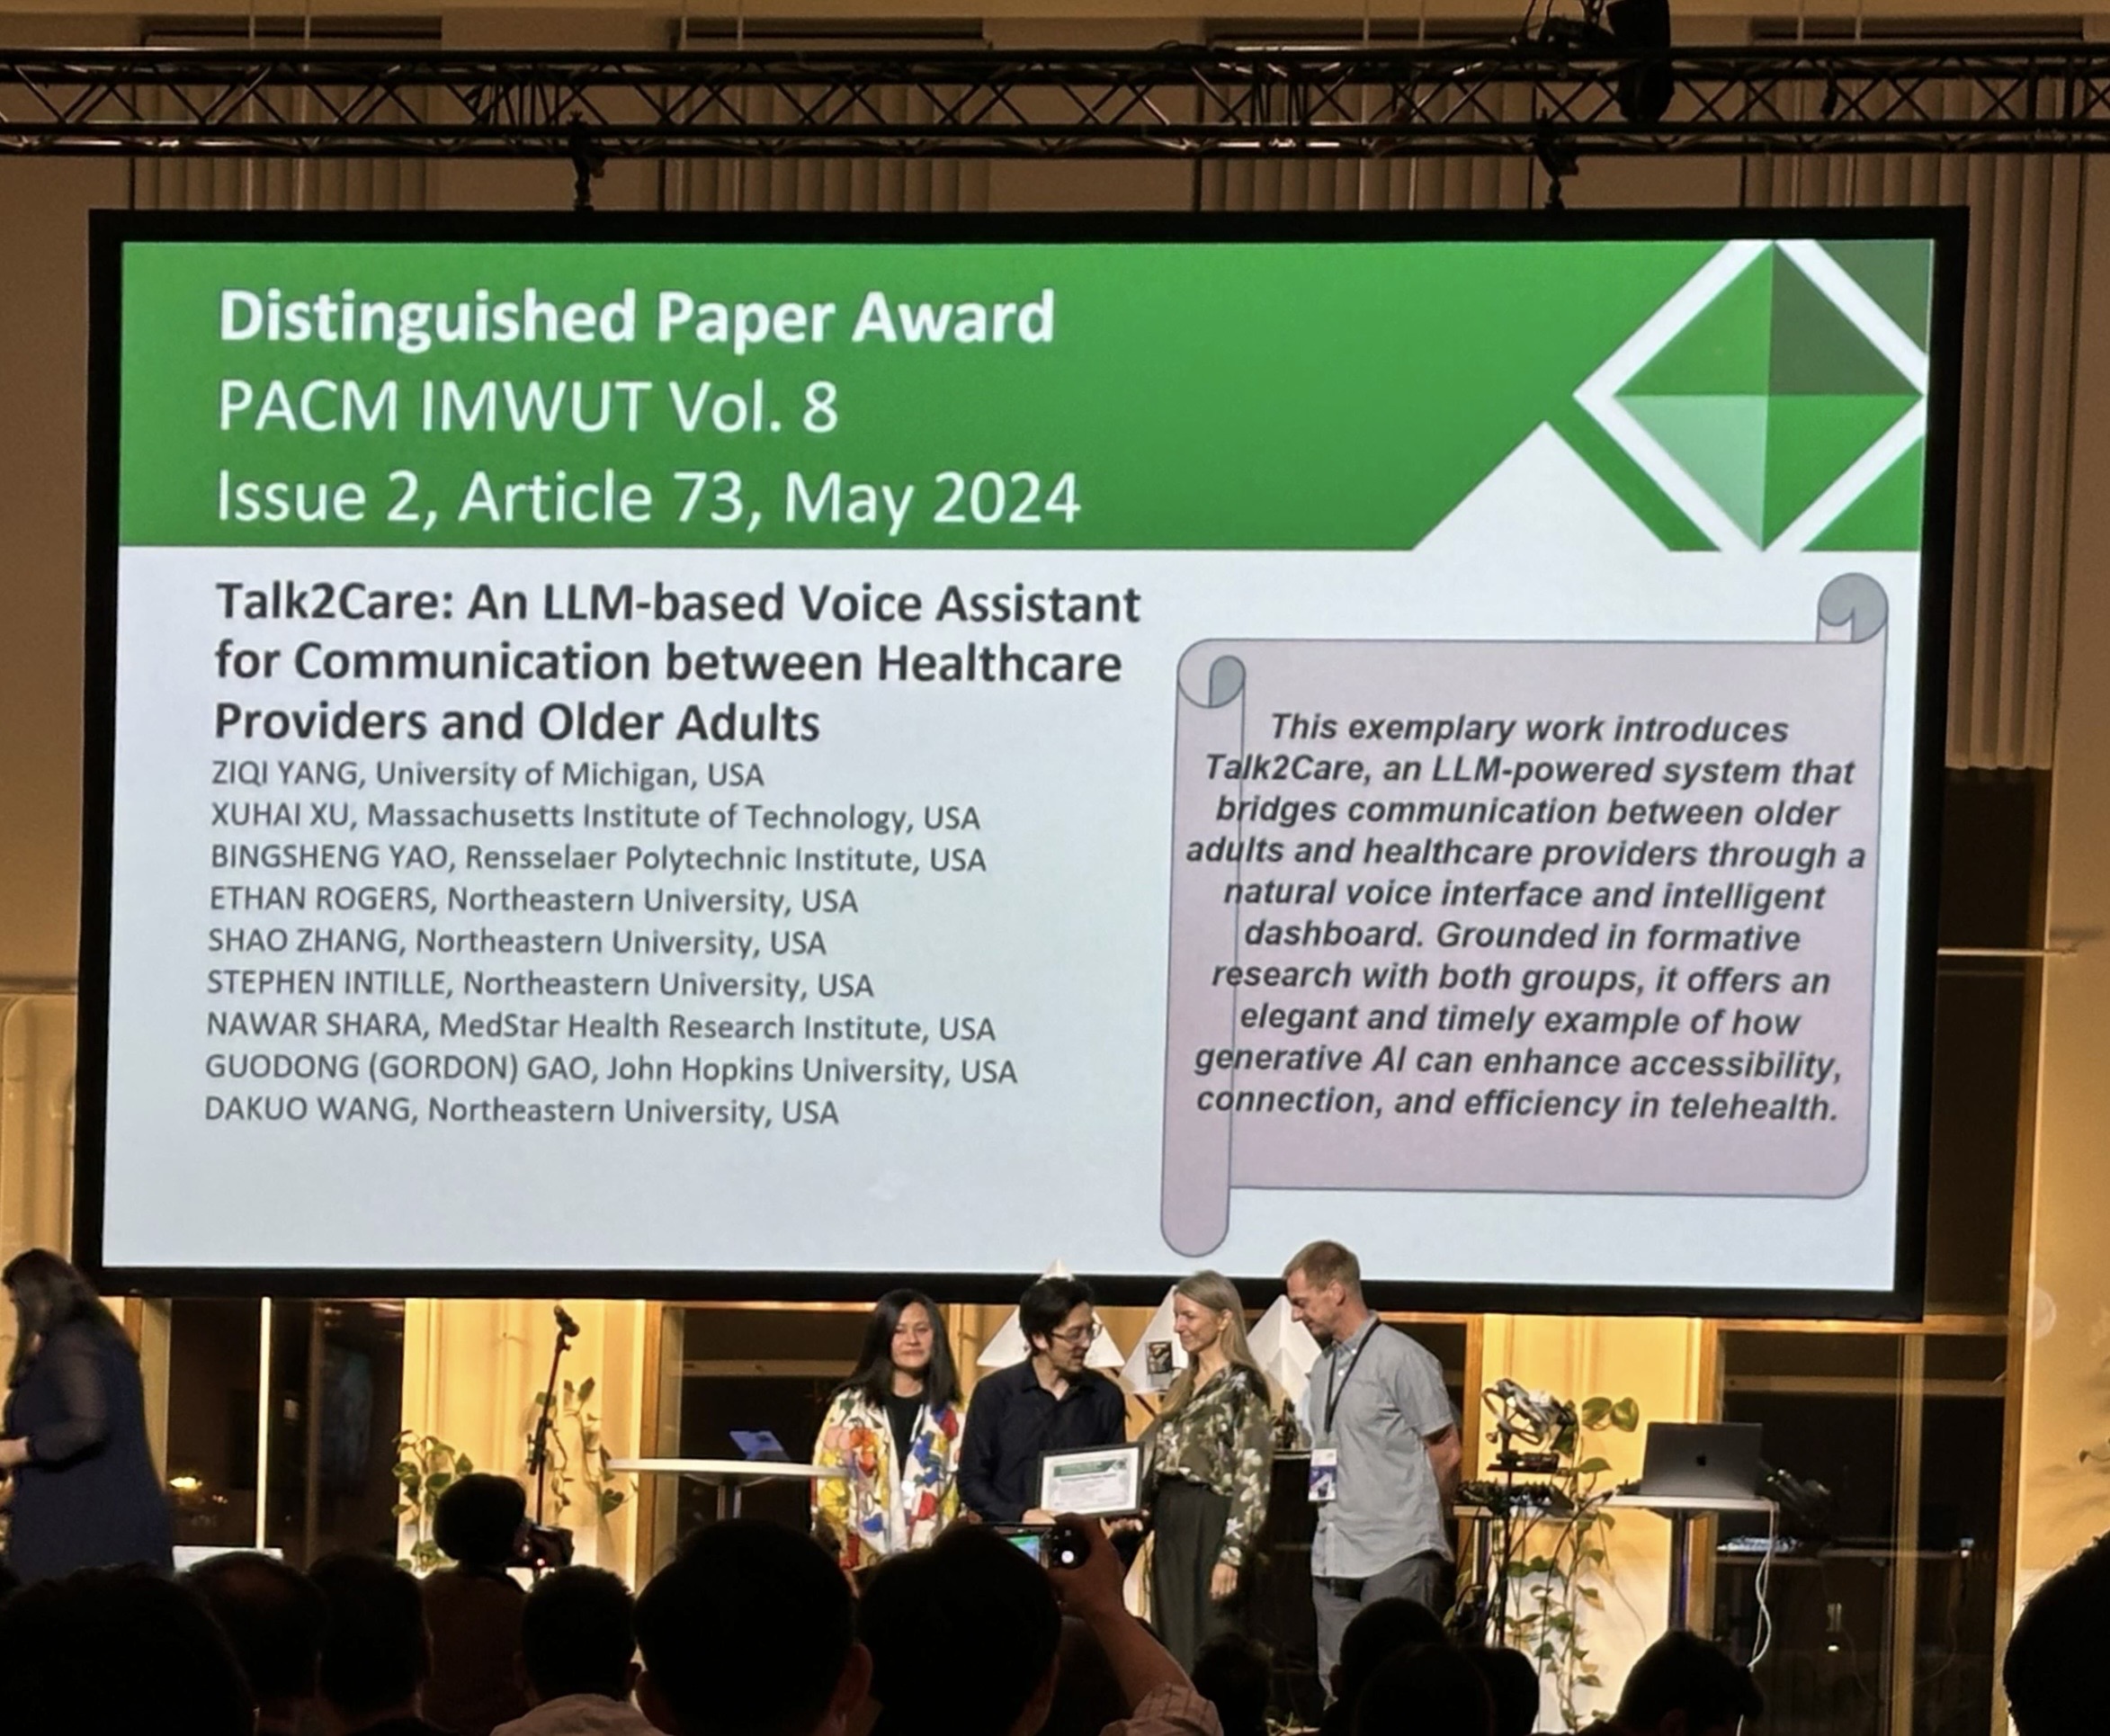 Distinguished Paper Award
PACM IMWUT Vol. 8
Issue 2, Article 73, May 2024
Talk2Care: An LLM-based Voice Assistant
for Communication between Healthcare
Providers and Older Adults
ZIQI YANG, University of Michigan, USA
XUHAI XU, Massachusetts Institute of Technology, USA
BINGSHENG YAO, Rensselaer Polytechnic Institute, USA
ETHAN ROGERS, Northeastern University, USA
SHAO ZHANG, Northeastern University, USA
STEPHEN INTILLE, Northeastern University, USA
NAWAR SHARA, MedStar Health Research Institute, USA
GUODONG (GORDON) GAO, John Hopkins University, USA
DAKUO WANG, Northeastern University, USA
This exemplary work introduces
Talk2Care, an LLM-powered system that
bridges communication between older
adults and healthcare providers through a
natural voice interface and intelligent
dashboard. Grounded in formative
research with both groups, it offers an
elegant and timely example of how
generative AI can enhance accessibility,
connection, and efficiency in telehealth.